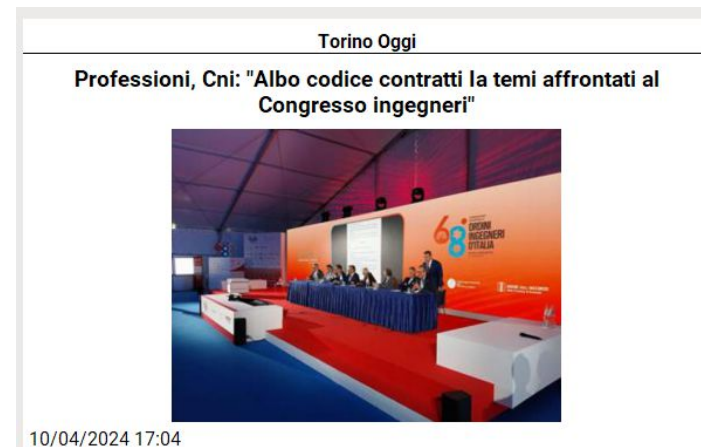 Torino Oggi
Professioni, Cni: "Albo codice contratti Ia temi affrontati al
Congresso ingegneri"
68°
ORDINI
INGEGNERI
D'ITALIA
10/04/2024 17:04